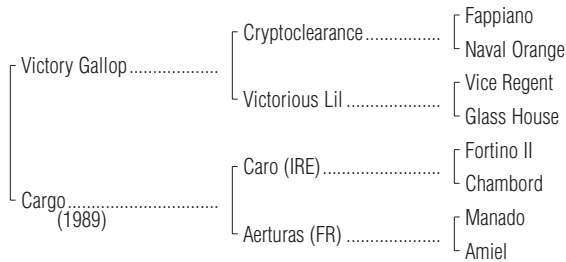 Fappiano
Cryptoclearance
Naval Orange
Victory Gallop
Vice Regent
Victorious Lil
Glass House
Fortino II
Caro (IRE)
Chambord
Cargo
(1989)
Manado
Aerturas (FR)
Amiel